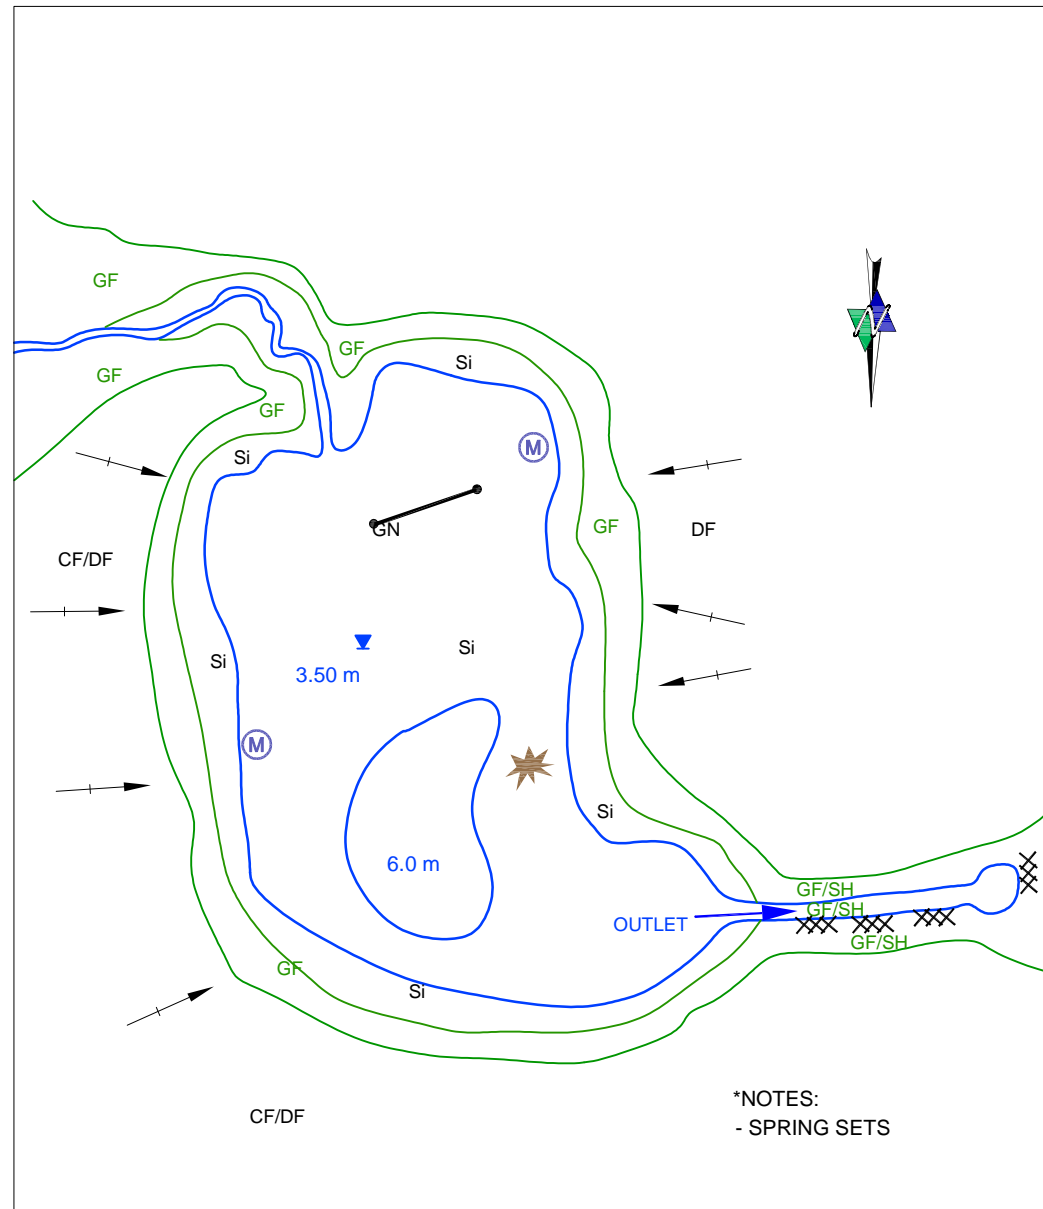 GF
GF
Si
GF
GF
Si
M
GN
GF
DF
CF/DF
Si
Si
3.50 m
M
Si
6.0 m
GF/SH
GF/SH
OUTLET
GF/SH
GF
Si
CF/DF
*NOTES:
- SPRING SETS